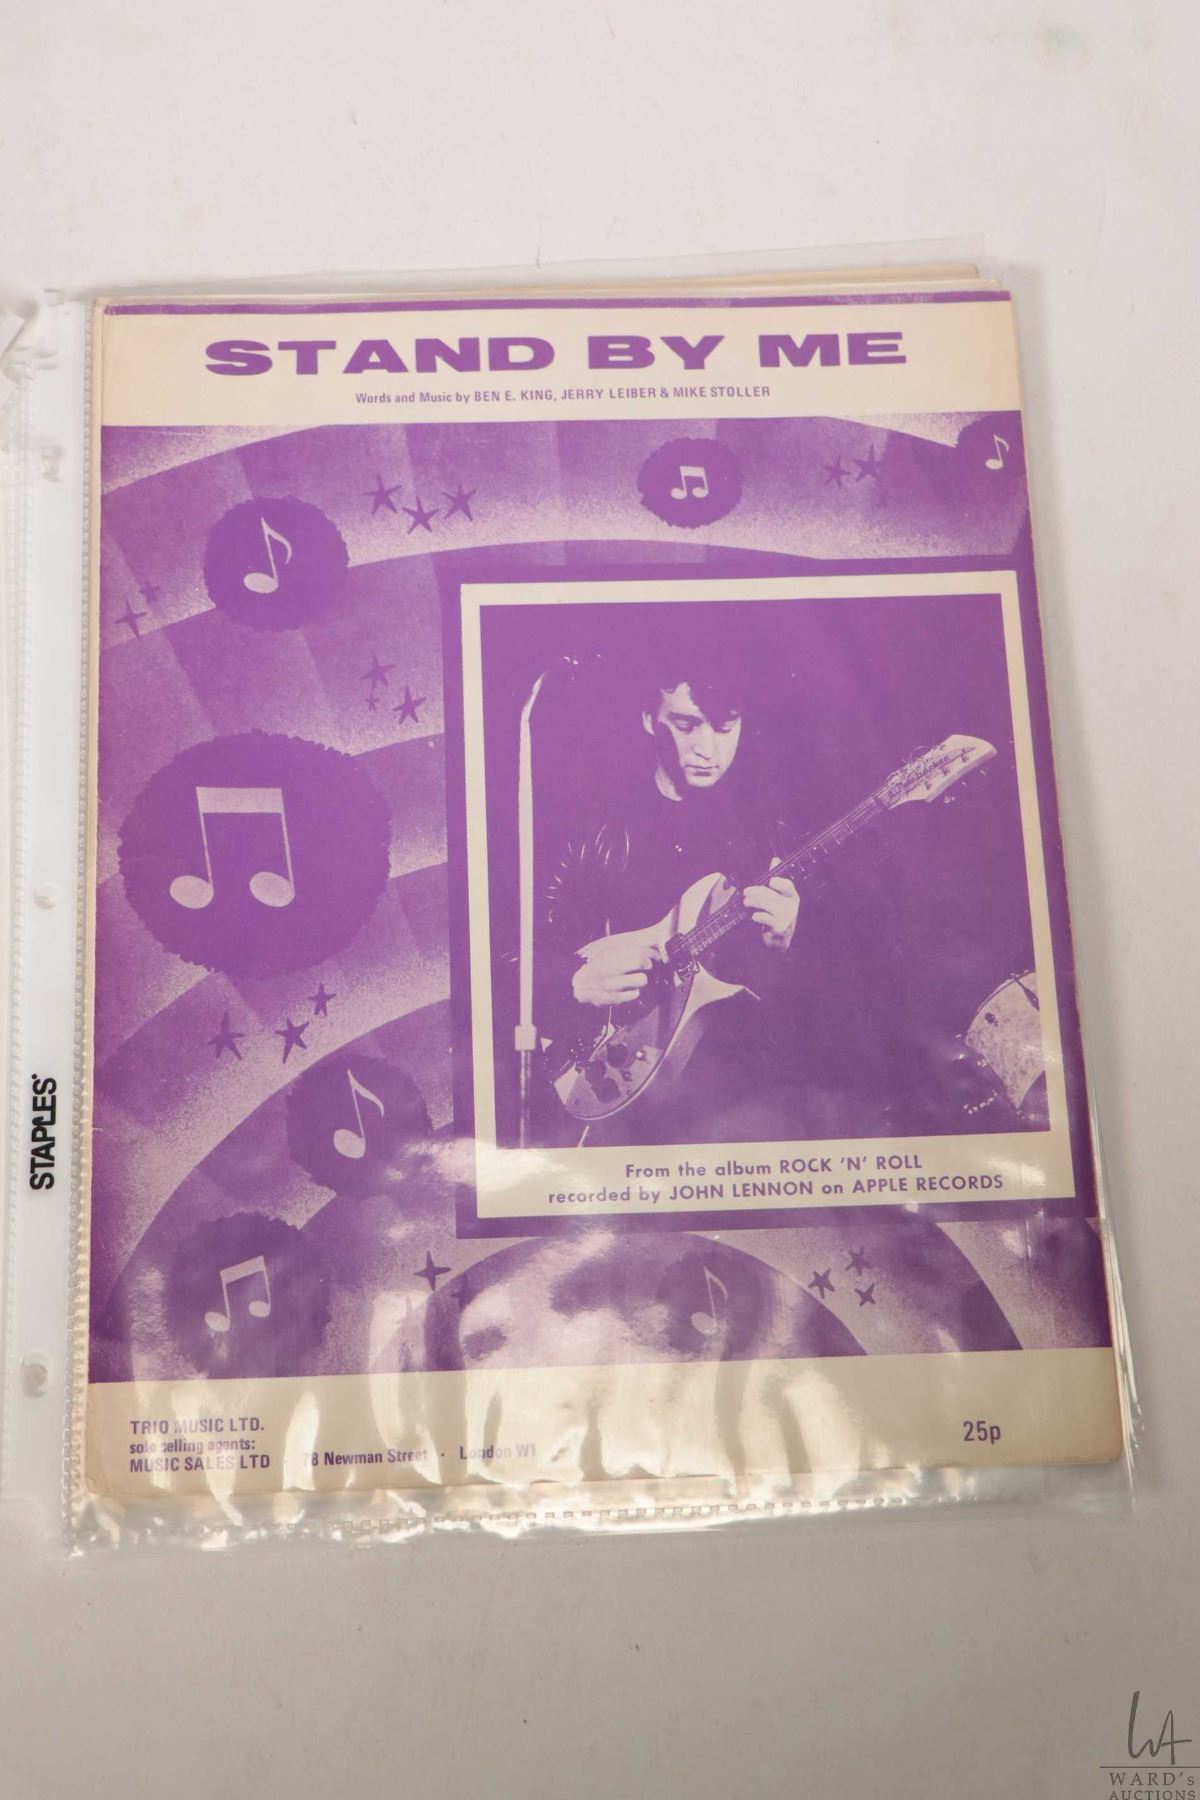 STAND BY ME
Words and Music by BEN E. KING, JERRY LEIBER & MIKE STOLLER
Rickenbacker
From the album ROCK 'N' ROLL
recorded by JOHN LENNON on APPLE RECORDS
TRIO MUSIC LTD.
sole selling agents:
MUSIC SALES LTD · 78 Newman Street · London W1
25p
STAPLES
WARD's
AUCTIONS